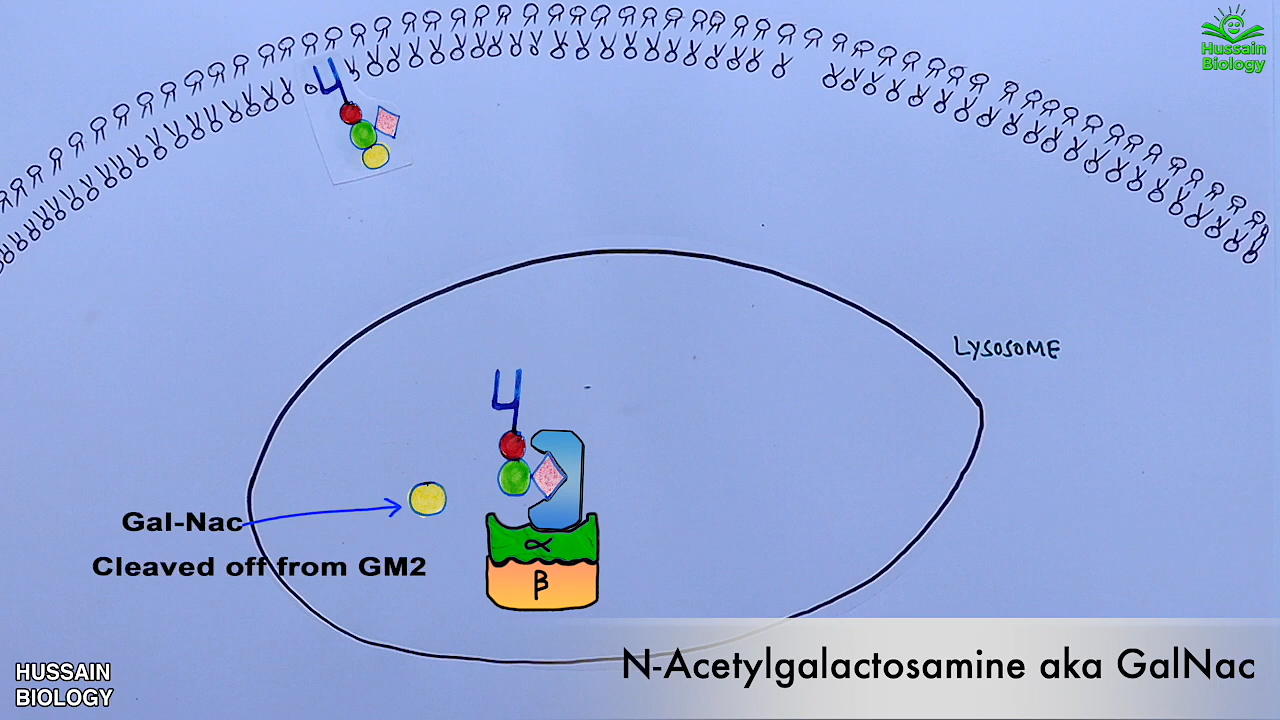 Hussain
Biology
LYSOSOME
Gal-Nac
Cleaved off from GM2
α
β
N-Acetylgalactosamine aka GalNac
HUSSAIN
BIOLOGY